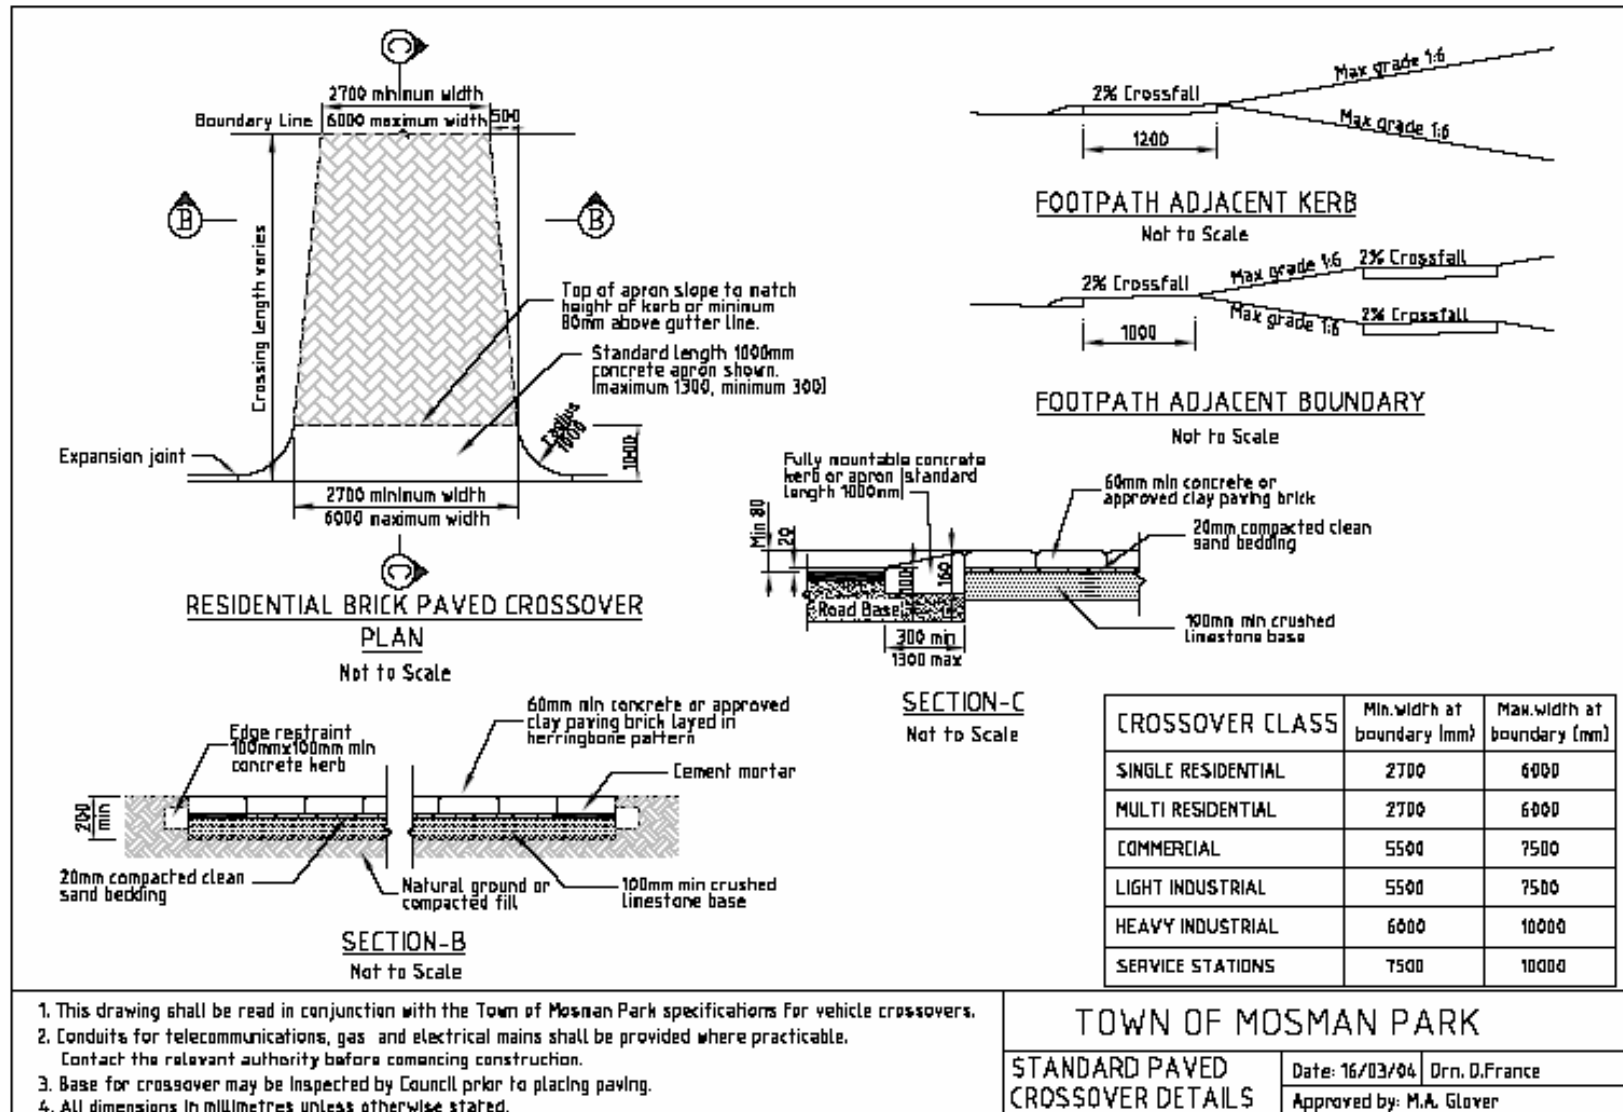 C
2700 mininum width
Boundary Line
6000 maximum width
500
B
B
Crossing length varies
Top of apron slope to match
height of kerb or minimum
80mm above gutter line.
Standard length 1000mm
concrete apron shown.
(maximum 1300, minimum 300)
Radius
1000
1000
Expansion joint
2700 mininum width
6000 maximum width
C
RESIDENTIAL BRICK PAVED CROSSOVER
PLAN
Not to Scale
2% Crossfall
Max grade 1:6
Max grade 1:6
1200
FOOTPATH ADJACENT KERB
Not to Scale
2% Crossfall
Max grade 1:6
2% Crossfall
Max grade 1:6
2% Crossfall
1000
FOOTPATH ADJACENT BOUNDARY
Not to Scale
Fully mountable concrete
kerb or apron (standard
length 1000mm)
Min 80
20
100
160
60mm min concrete or
approved clay paving brick
20mm compacted clean
sand bedding
Road Base
300 min
1300 max
100mm min crushed
limestone base
SECTION-C
Not to Scale
Edge restraint
100mmx100mm min
concrete kerb
60mm min concrete or approved
clay paving brick layed in
herringbone pattern
Cement mortar
200
min
20mm compacted clean
sand bedding
Natural ground or
compacted fill
100mm min crushed
limestone base
SECTION-B
Not to Scale
CROSSOVER CLASS
Min.width at
boundary (mm)
Max.width at
boundary (mm)
SINGLE RESIDENTIAL 2700 6000
MULTI RESIDENTIAL 2700 6000
COMMERCIAL 5500 7500
LIGHT INDUSTRIAL 5500 7500
HEAVY INDUSTRIAL 6000 10000
SERVICE STATIONS 7500 10000
1. This drawing shall be read in conjunction with the Town of Mosman Park specifications for vehicle crossovers.
2. Conduits for telecommunications, gas and electrical mains shall be provided where practicable.
Contact the relevant authority before comencing construction.
3. Base for crossover may be inspected by Council prior to placing paving.
4. All dimensions in millimetres unless otherwise stated.
TOWN OF MOSMAN PARK
STANDARD PAVED
CROSSOVER DETAILS
Date: 16/03/04
Drn. D.France
Approved by: M.A. Glover